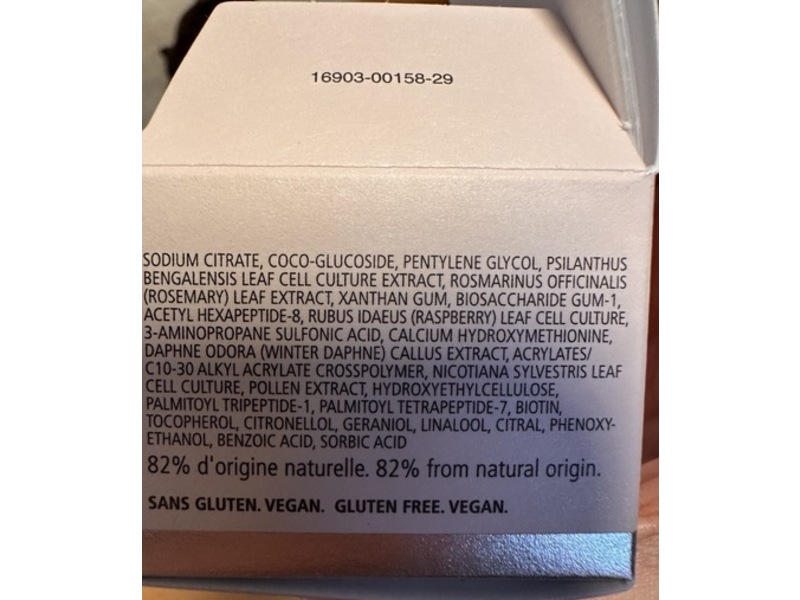 16903-00158-29
SODIUM CITRATE, COCO-GLUCOSIDE, PENTYLENE GLYCOL, PSILANTHUS
BENGALENSIS LEAF CELL CULTURE EXTRACT, ROSMARINUS OFFICINALIS
(ROSEMARY) LEAF EXTRACT, XANTHAN GUM, BIOSACCHARIDE GUM-1,
ACETYL HEXAPEPTIDE-8, RUBUS IDAEUS (RASPBERRY) LEAF CELL CULTURE,
3-AMINOPROPANE SULFONIC ACID, CALCIUM HYDROXYMETHIONINE,
DAPHNE ODORA (WINTER DAPHNE) CALLUS EXTRACT, ACRYLATES/
C10-30 ALKYL ACRYLATE CROSSPOLYMER, NICOTIANA SYLVESTRIS LEAF
CELL CULTURE, POLLEN EXTRACT, HYDROXYETHYLCELLULOSE,
PALMITOYL TRIPEPTIDE-1, PALMITOYL TETRAPEPTIDE-7, BIOTIN,
TOCOPHEROL, CITRONELLOL, GERANIOL, LINALOOL, CITRAL, PHENOXY-
ETHANOL, BENZOIC ACID, SORBIC ACID
82% d'origine naturelle. 82% from natural origin.
SANS GLUTEN. VEGAN. GLUTEN FREE. VEGAN.